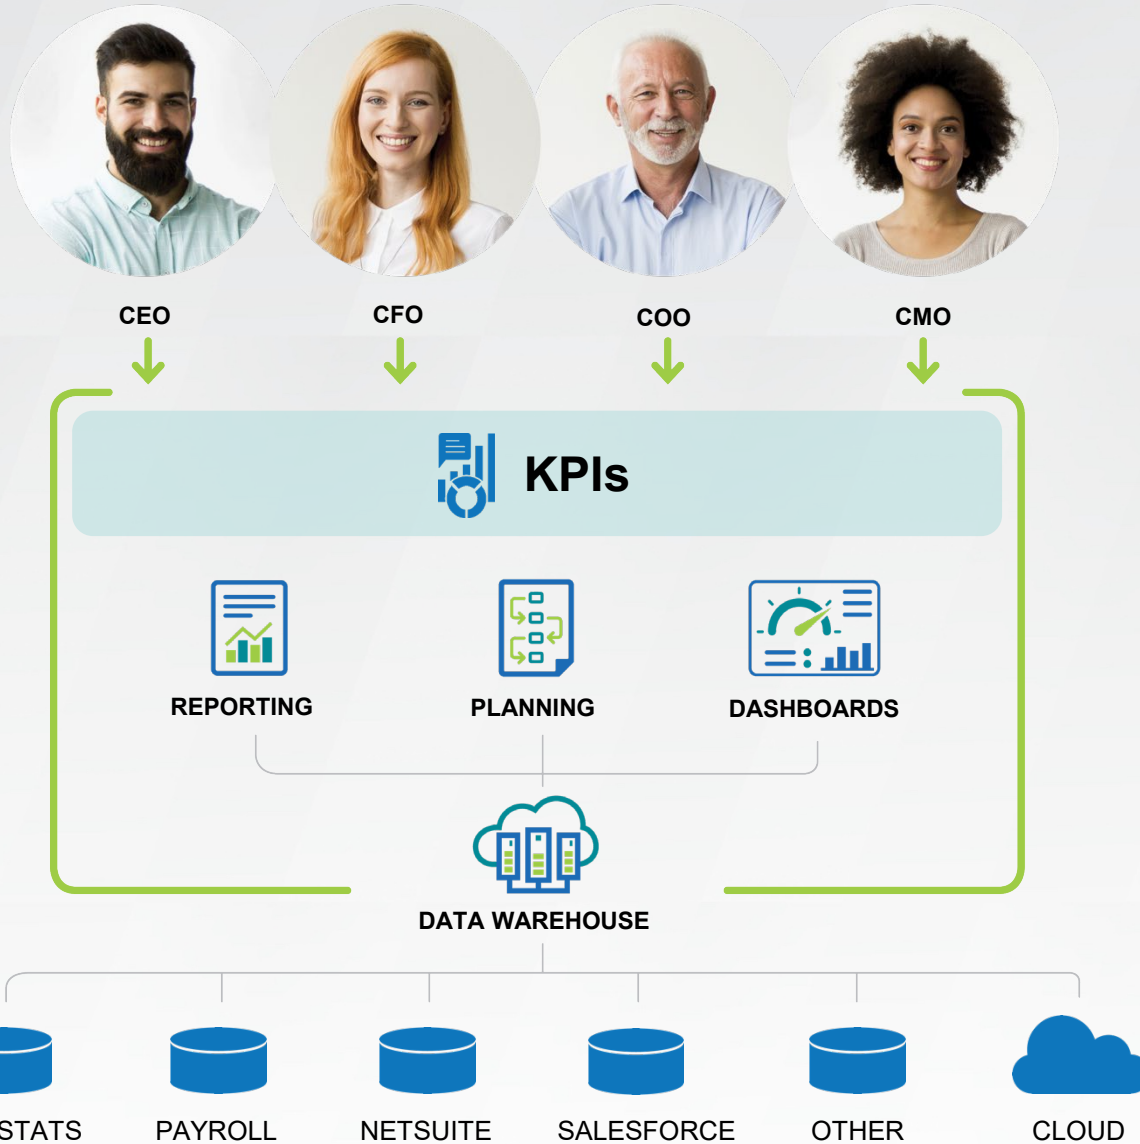 CEO
CFO
COO
CMO
KPIs
REPORTING
PLANNING
DASHBOARDS
DATA WAREHOUSE
STATS
PAYROLL
NETSUITE
SALESFORCE
OTHER
CLOUD